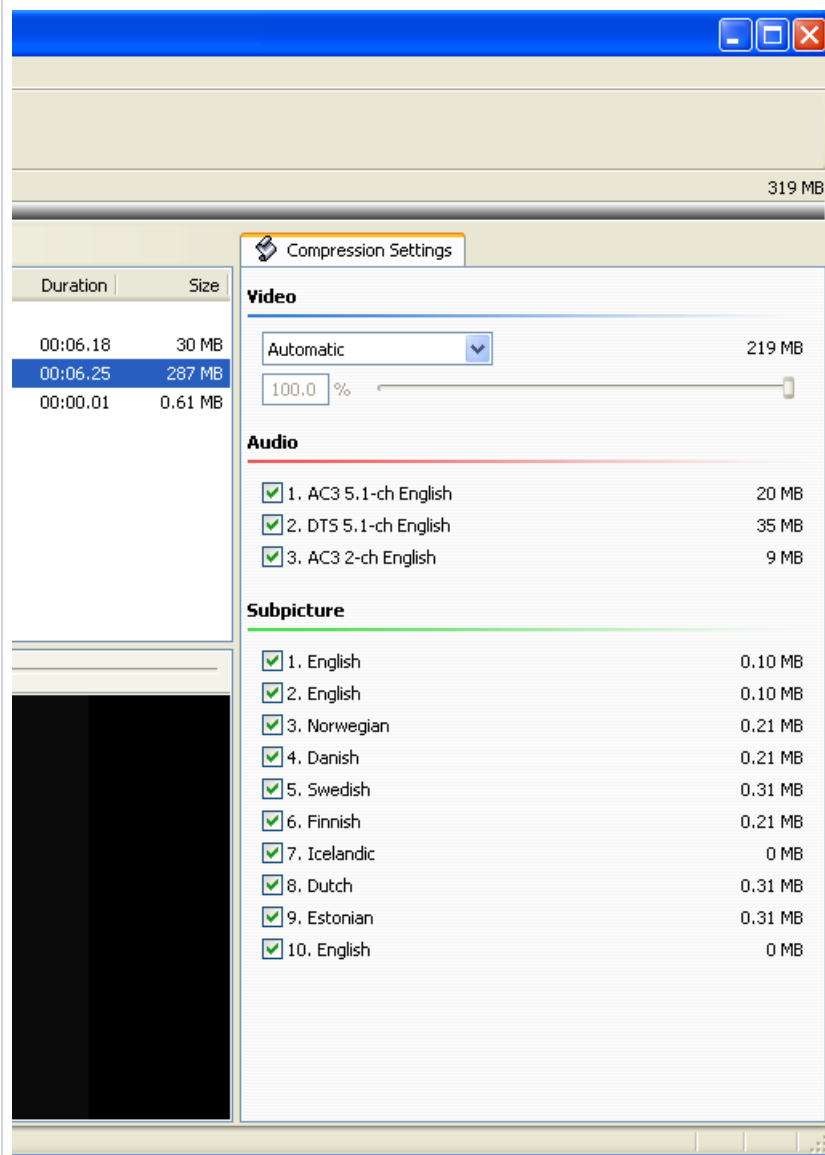 319 MB
Compression Settings
Duration Size
00:06.18 30 MB
00:06.25 287 MB
00:00.01 0.61 MB
Video
Automatic 219 MB
100.0 %
Audio
1. AC3 5.1-ch English 20 MB
2. DTS 5.1-ch English 35 MB
3. AC3 2-ch English 9 MB
Subpicture
1. English 0.10 MB
2. English 0.10 MB
3. Norwegian 0.21 MB
4. Danish 0.21 MB
5. Swedish 0.31 MB
6. Finnish 0.21 MB
7. Icelandic 0 MB
8. Dutch 0.31 MB
9. Estonian 0.31 MB
10. English 0 MB